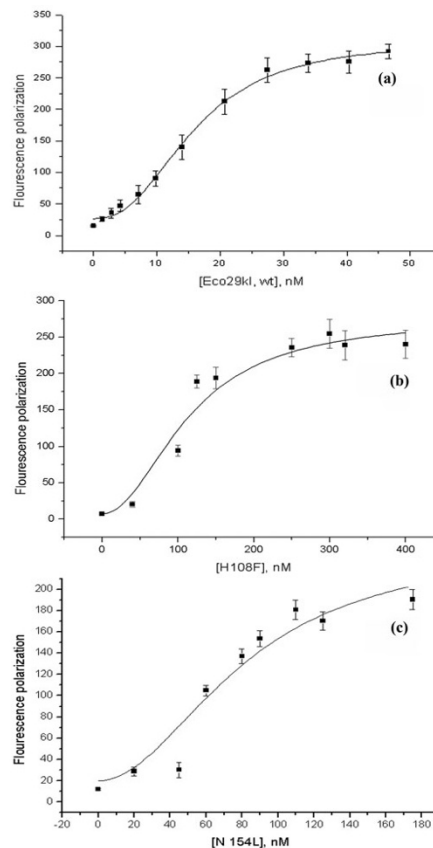 350
300
(a)
250
200
150
100
50
0
0 10 20 30 40 50
Flourescence polarization
[Eco29kI, wt], nM
300
250
(b)
200
150
100
50
0
0 100 200 300 400
Flourescence polarization
[H108F], nM
200
180
(c)
160
140
120
100
80
60
40
20
0
-20 0 20 40 60 80 100 120 140 160 180
Flourescence polarization
[N 154L], nM